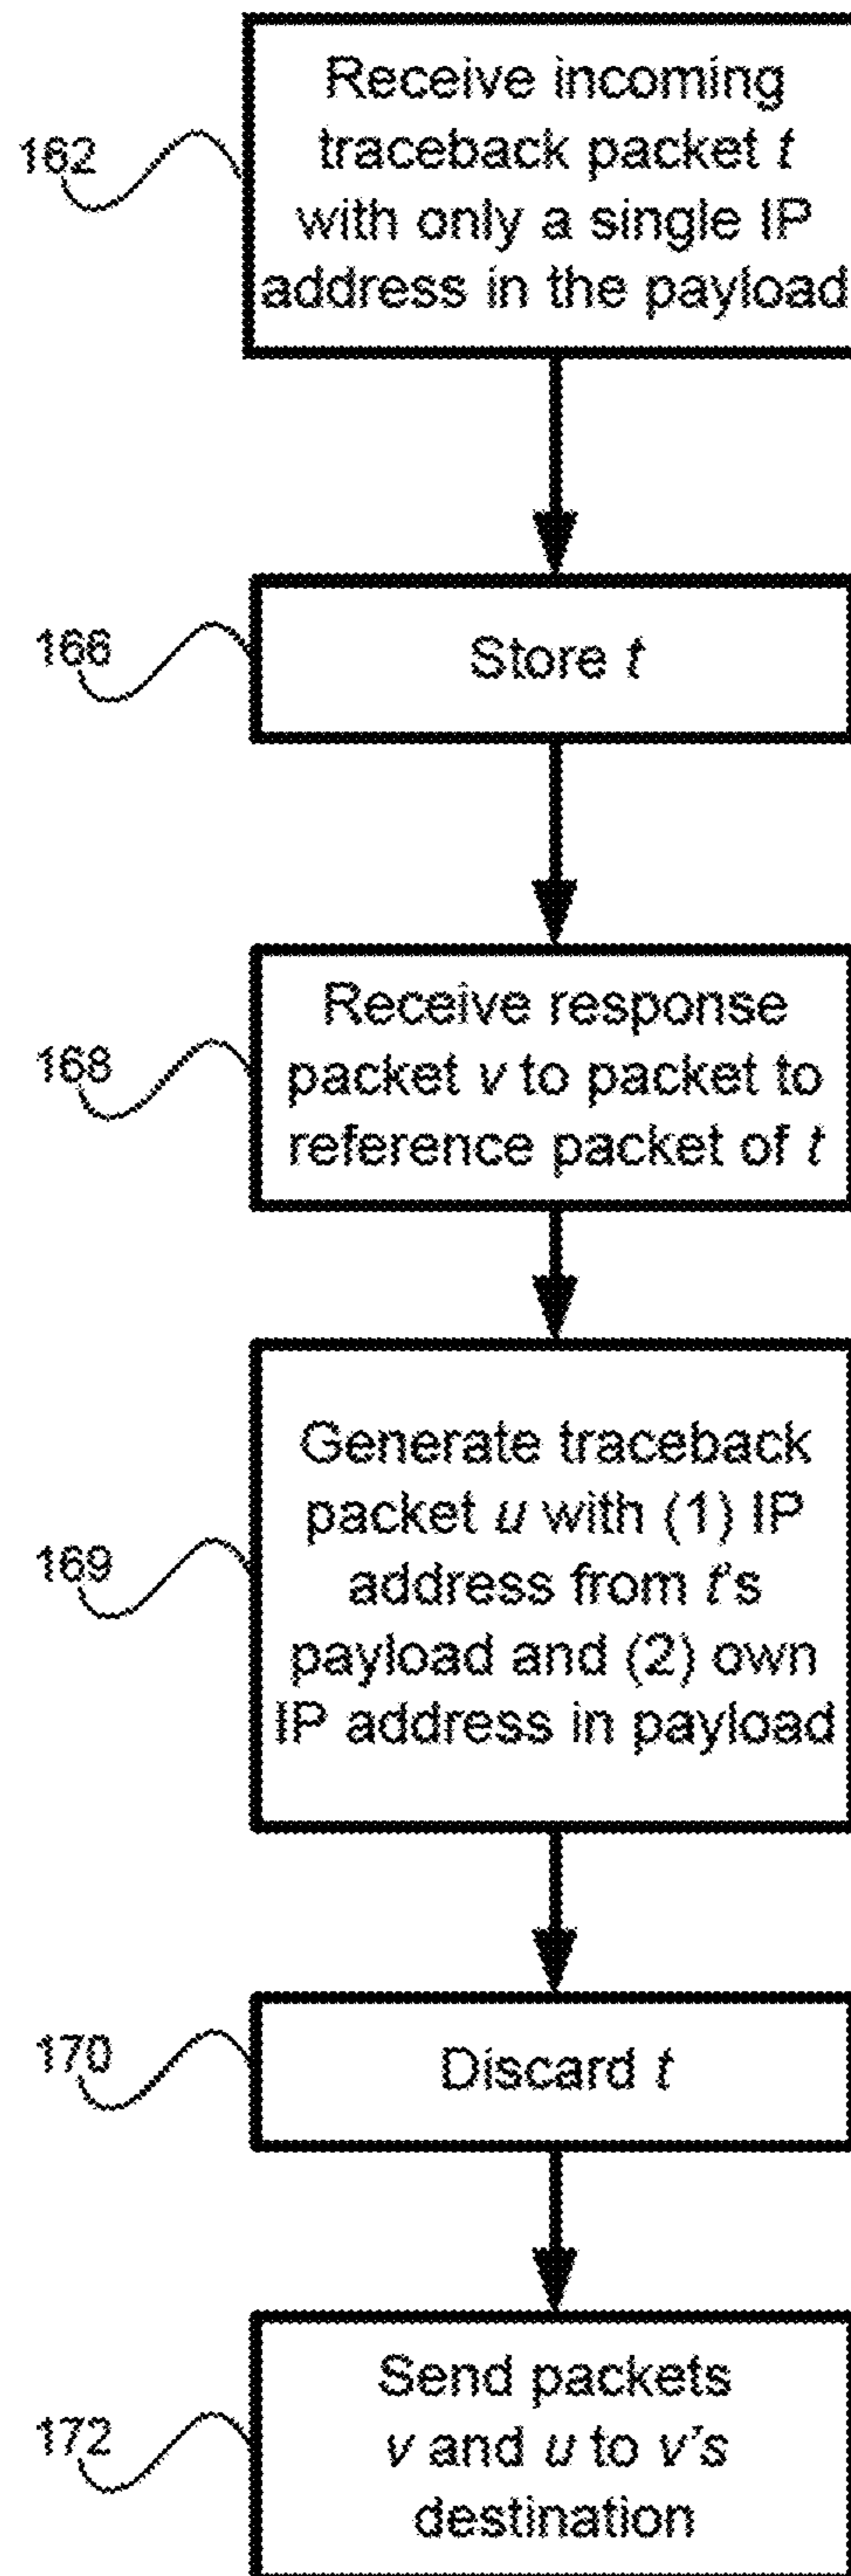 162
Receive incoming
traceback packet t
with only a single IP
address in the payload
166
Store t
168
Receive response
packet v to packet to
reference packet of t
169
Generate traceback
packet u with (1) IP
address from t's
payload and (2) own
IP address in payload
170
Discard t
172
Send packets
v and u to v's
destination